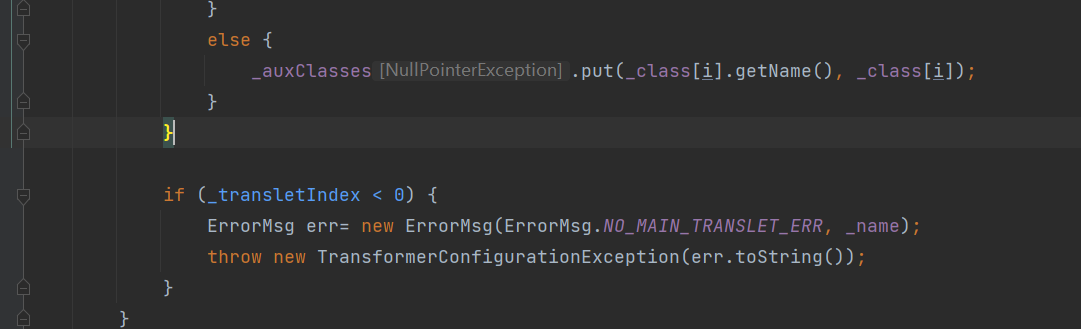 }
else {
_auxClasses [NullPointerException] .put(_class[i].getName(), _class[i]);
}
}
if (_transletIndex < 0) {
ErrorMsg err= new ErrorMsg(ErrorMsg.NO_MAIN_TRANSLET_ERR, _name);
throw new TransformerConfigurationException(err.toString());
}
}